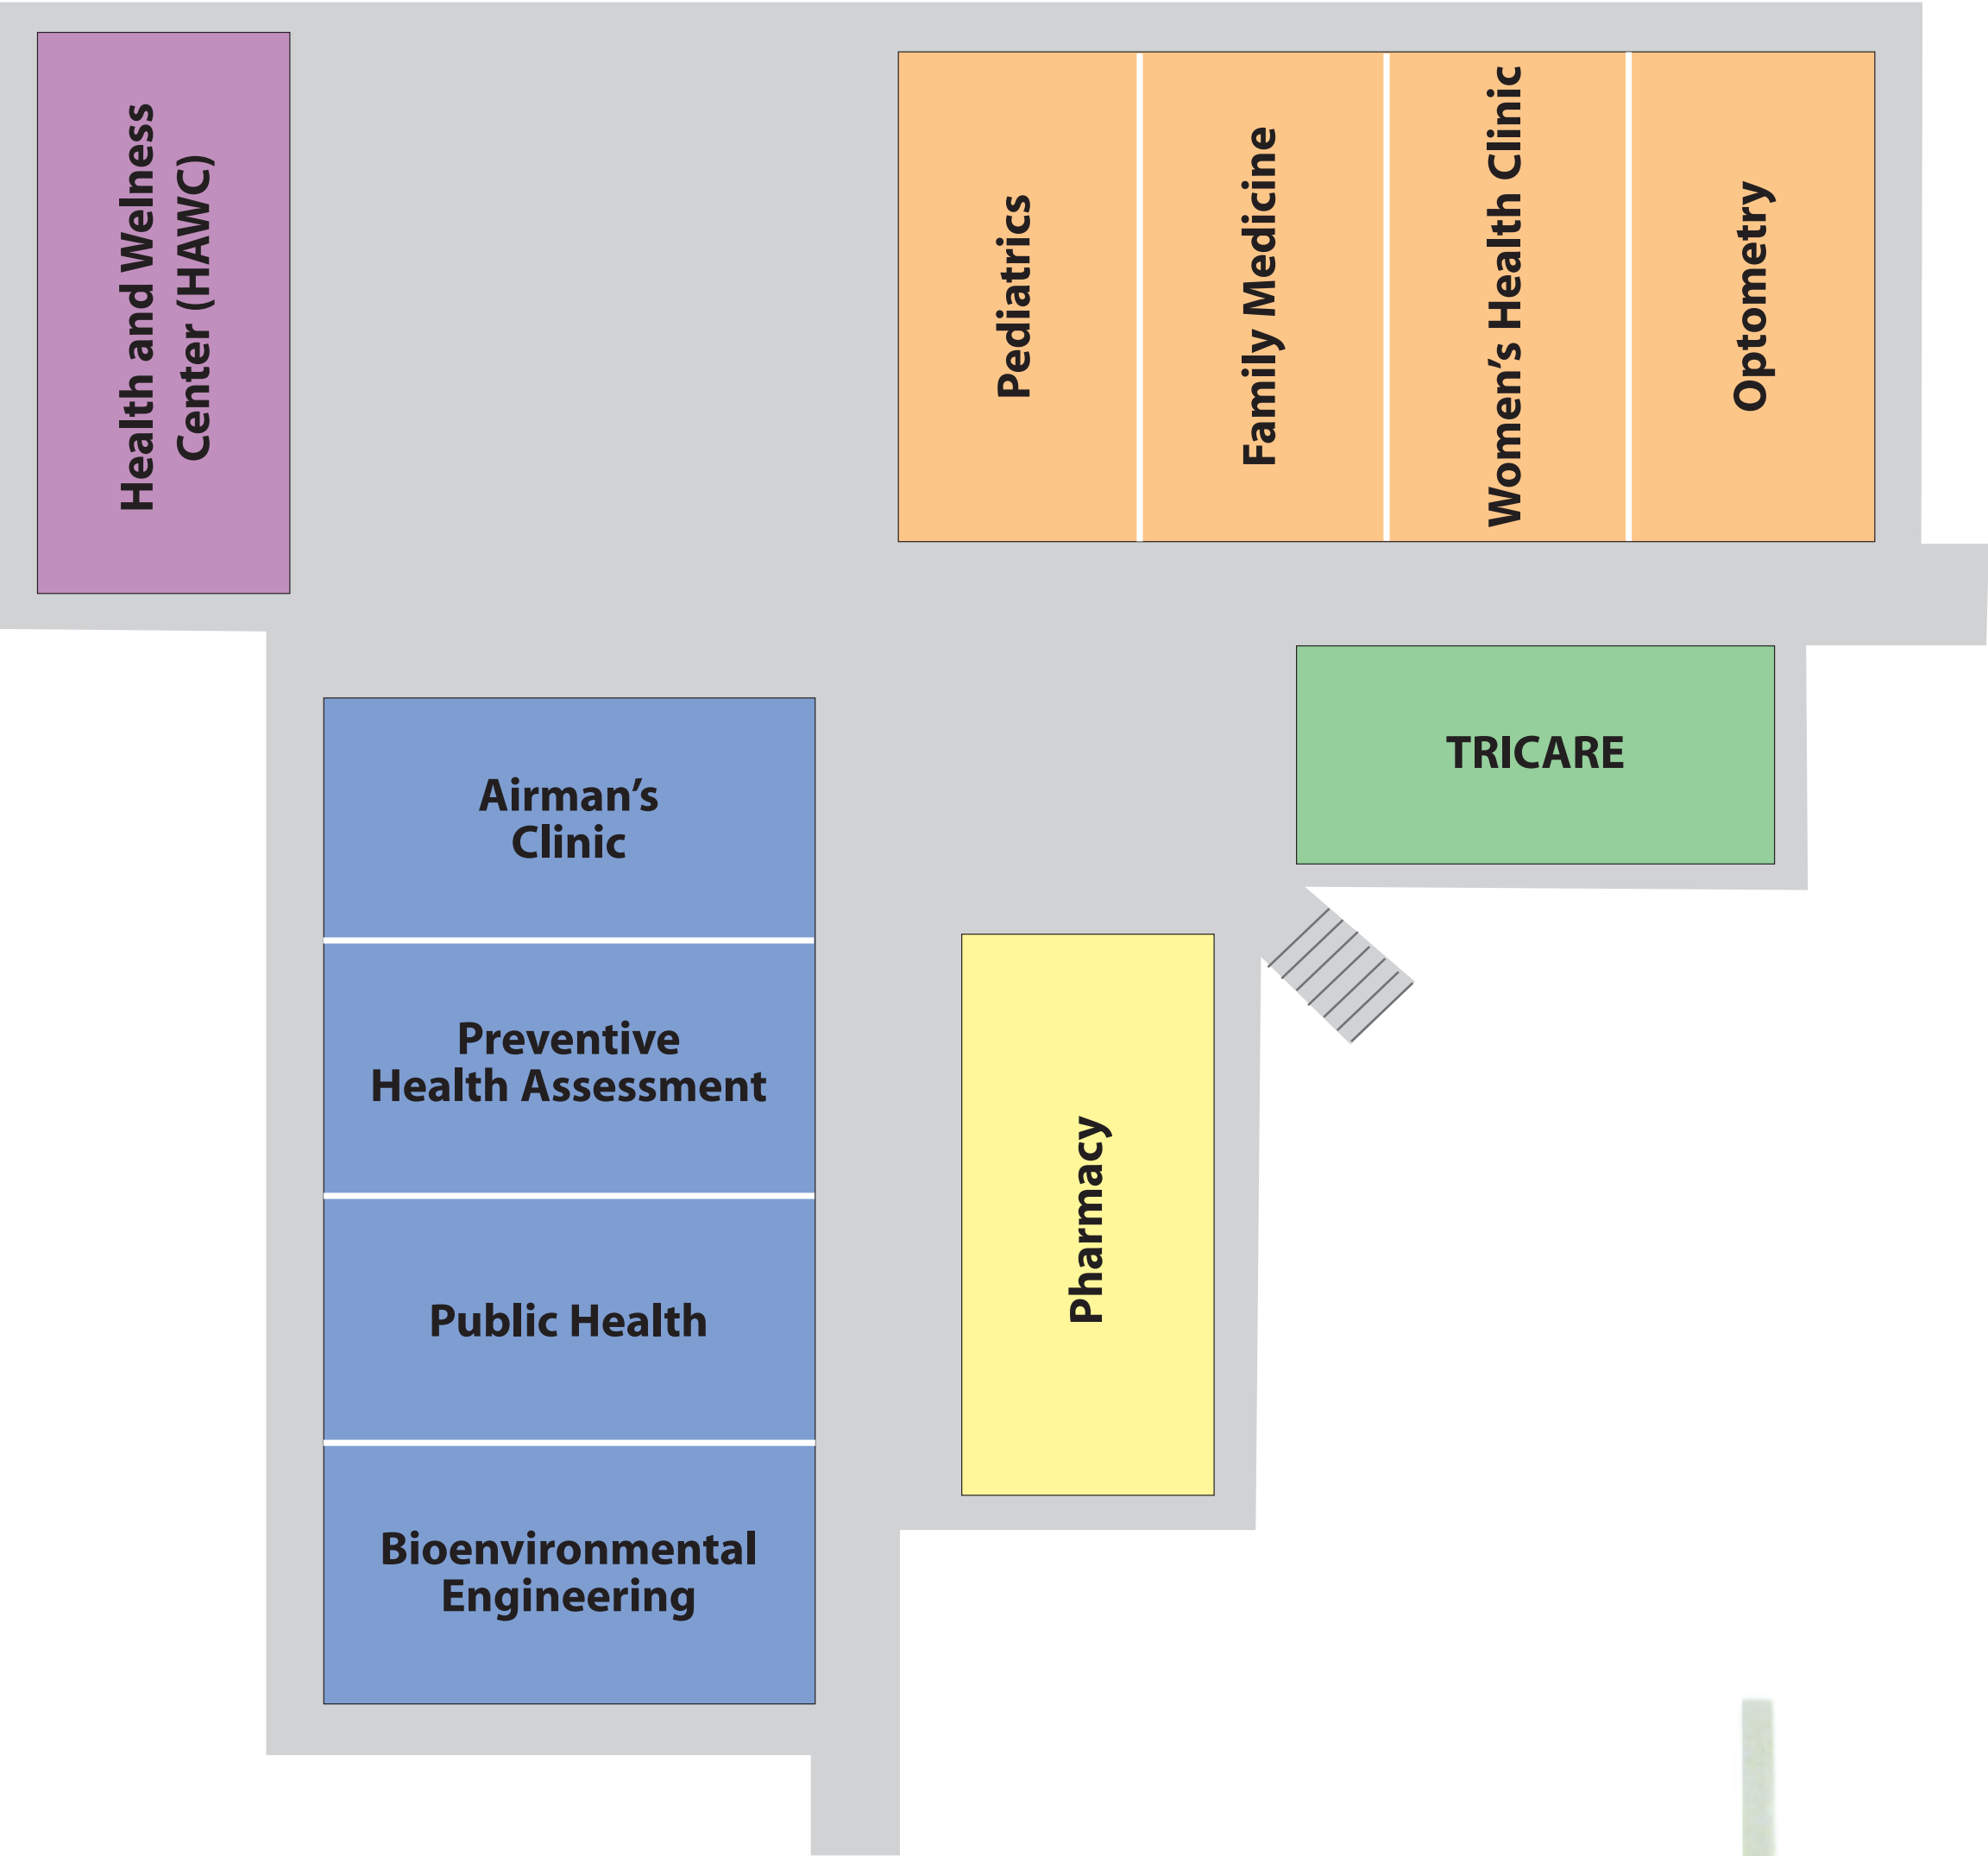 Health and Welness
Center (HAWC)
Pediatrics
Family Medicine
Women’s Health Clinic
Optometry
TRICARE
Airman’s
Clinic
Preventive
Health Assessment
Public Health
Bioenvironmental
Engineering
Pharmacy